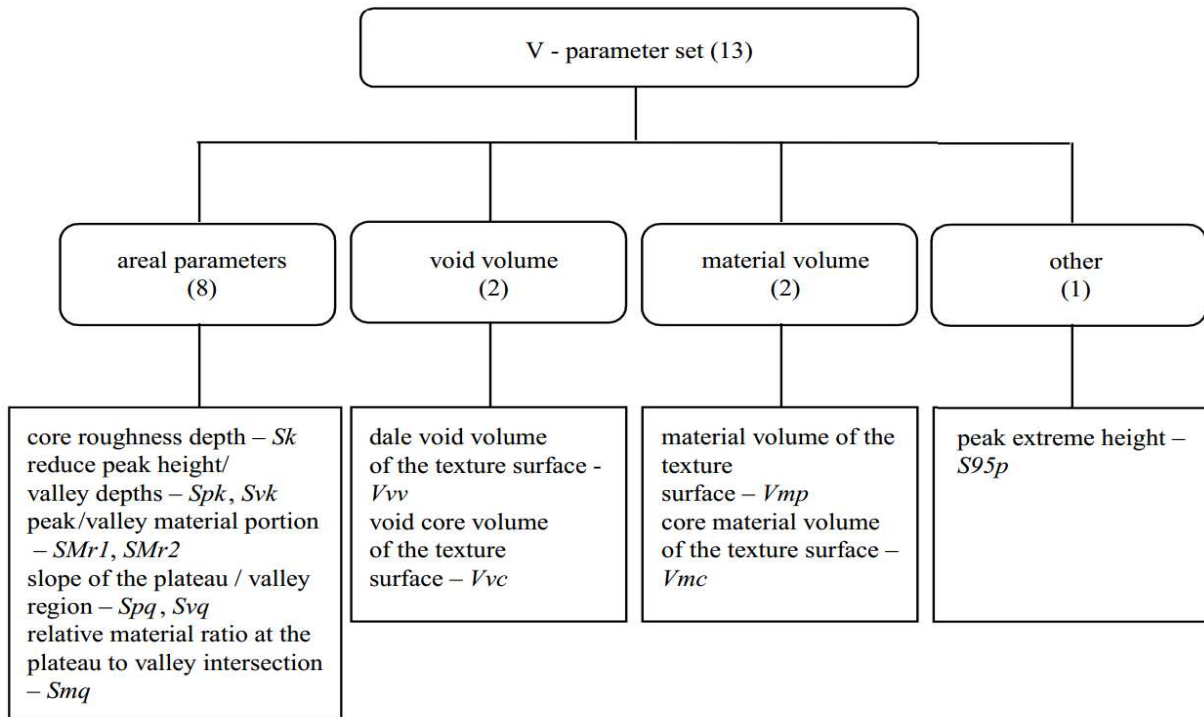 V - parameter set (13)
areal parameters
(8)
void volume
(2)
material volume
(2)
other
(1)
core roughness depth – Sk
reduce peak height/
valley depths – Spk, Svk
peak/valley material portion
– SMr1, SMr2
slope of the plateau / valley
region – Spq, Svq
relative material ratio at the
plateau to valley intersection
– Smq
dale void volume
of the texture surface -
Vvv
void core volume
of the texture
surface – Vvc
material volume of the
texture
surface – Vmp
core material volume
of the texture surface –
Vmc
peak extreme height –
S95p